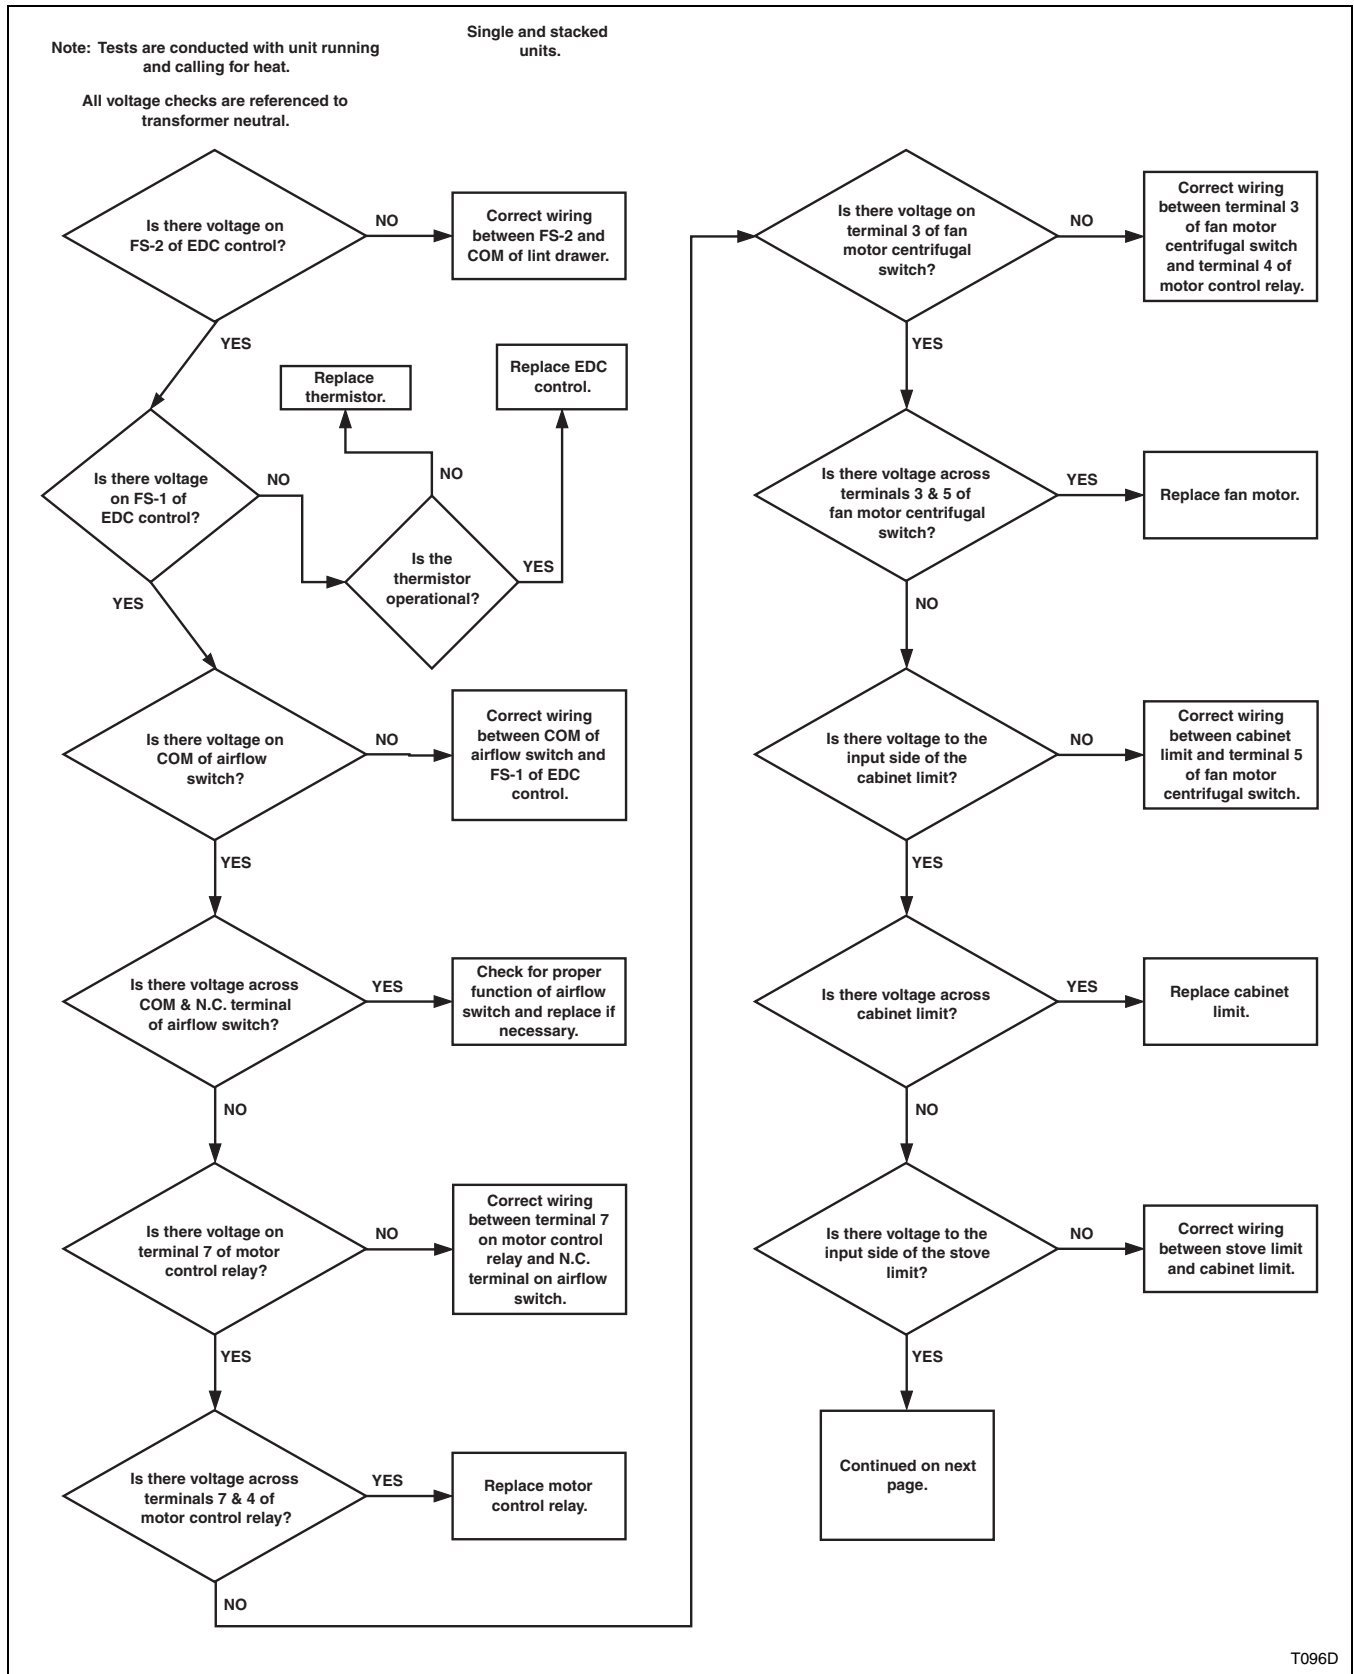 Note: Tests are conducted with unit running
and calling for heat.
All voltage checks are referenced to
transformer neutral.
Single and stacked
units.
Is there voltage on
FS-2 of EDC control?
NO
Correct wiring
between FS-2 and
COM of lint drawer.
YES
Is there voltage
on FS-1 of
EDC control?
NO
Replace
thermistor.
Replace EDC
control.
NO
Is the
thermistor
operational?
YES
YES
Is there voltage on
COM of airflow
switch?
NO
Correct wiring
between COM of
airflow switch and
FS-1 of EDC
control.
YES
Is there voltage across
COM & N.C. terminal
of airflow switch?
YES
Check for proper
function of airflow
switch and replace if
necessary.
NO
Is there voltage on
terminal 7 of motor
control relay?
NO
Correct wiring
between terminal 7
on motor control
relay and N.C.
terminal on airflow
switch.
YES
Is there voltage across
terminals 7 & 4 of
motor control relay?
YES
Replace motor
control relay.
NO
Is there voltage on
terminal 3 of fan
motor centrifugal
switch?
NO
Correct wiring
between terminal 3
of fan motor
centrifugal switch
and terminal 4 of
motor control relay.
YES
Is there voltage across
terminals 3 & 5 of
fan motor centrifugal
switch?
YES
Replace fan motor.
NO
Is there voltage to the
input side of the
cabinet limit?
NO
Correct wiring
between cabinet
limit and terminal 5
of fan motor
centrifugal switch.
YES
Is there voltage across
cabinet limit?
YES
Replace cabinet
limit.
NO
Is there voltage to the
input side of the stove
limit?
NO
Correct wiring
between stove limit
and cabinet limit.
YES
Continued on next
page.
T096D